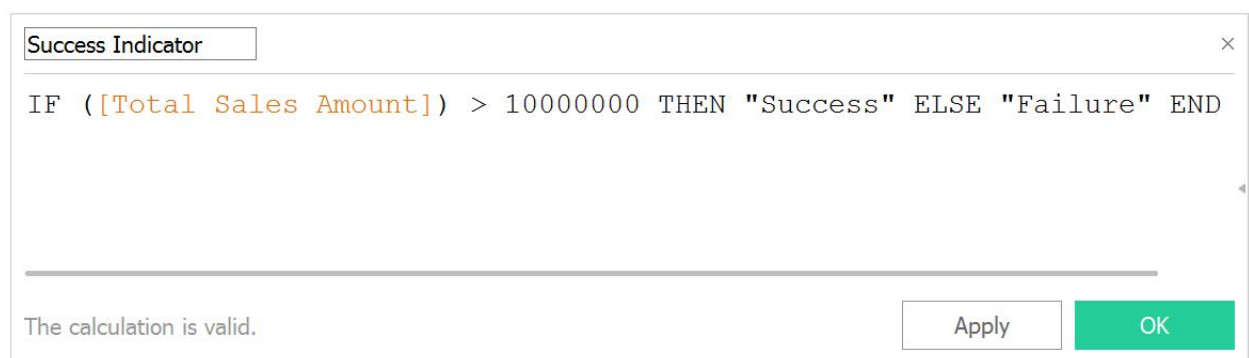 Success Indicator
IF ([Total Sales Amount]) > 10000000 THEN "Success" ELSE "Failure" END
The calculation is valid.
Apply
OK